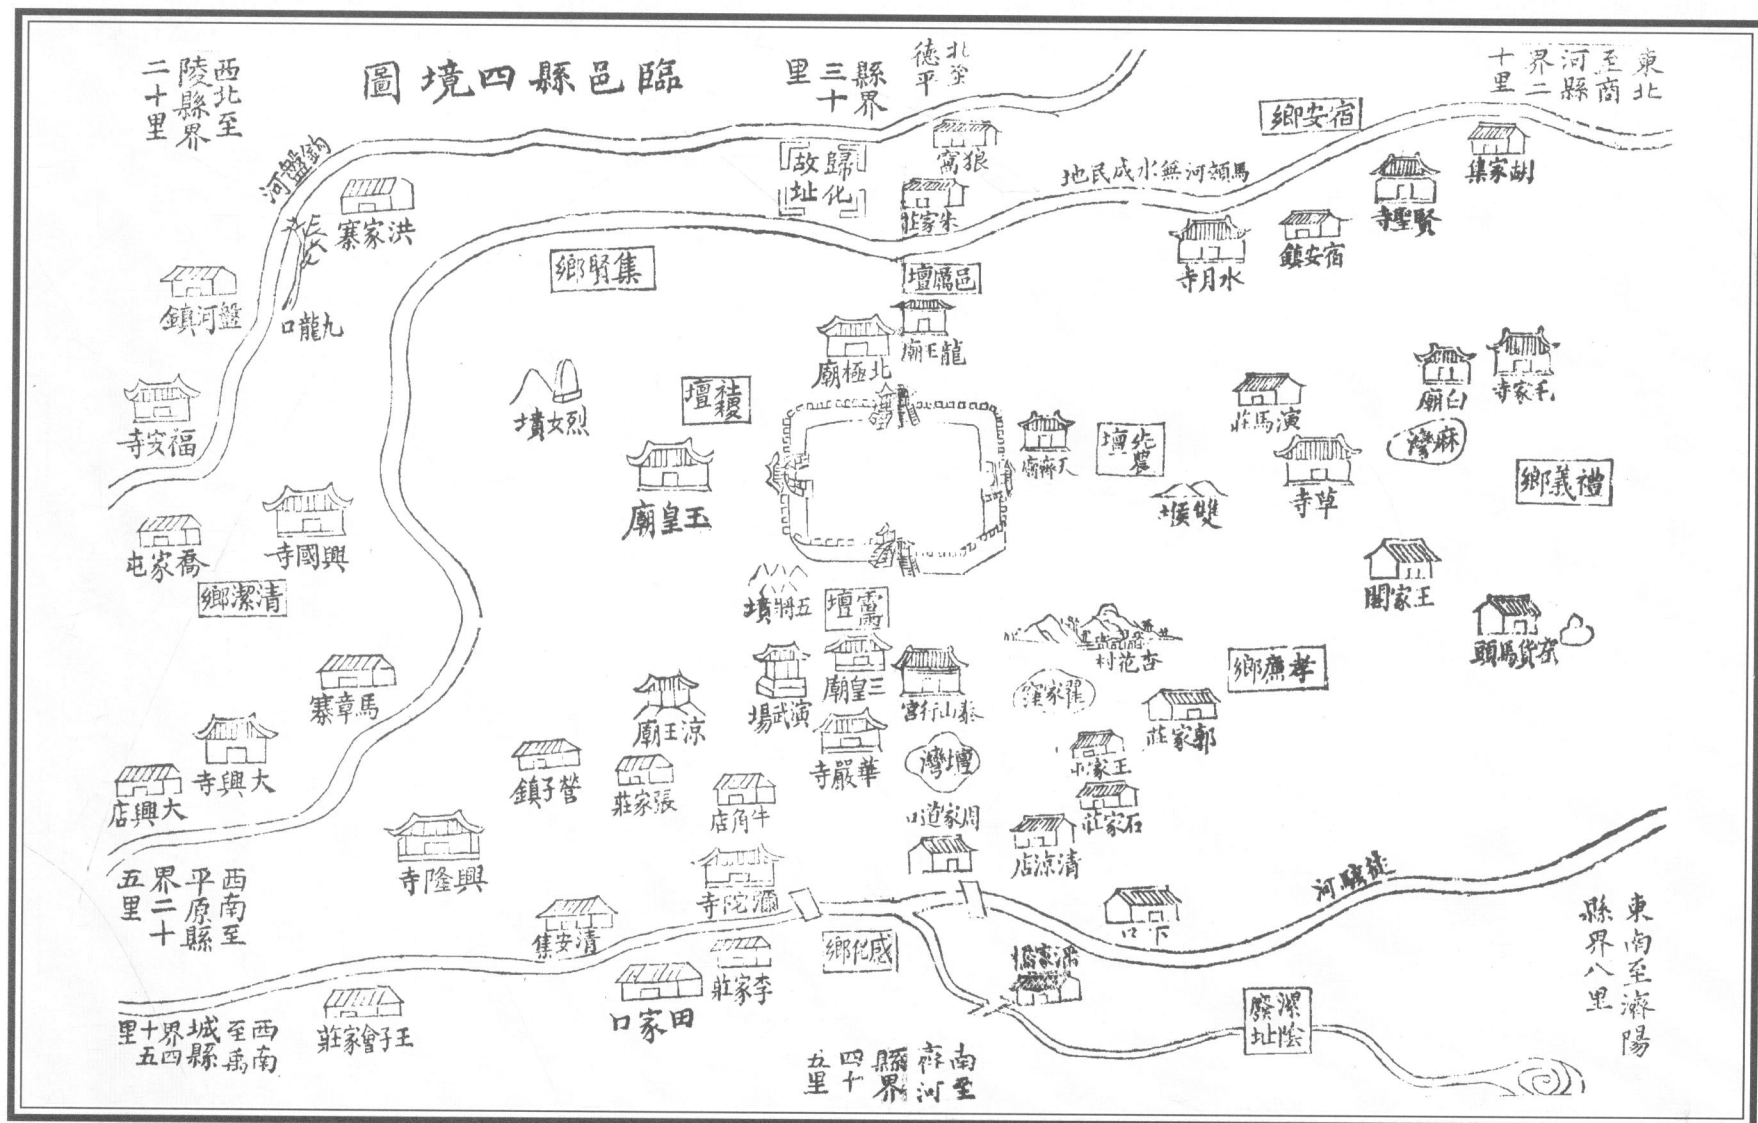 臨邑縣四境圖
東北至商河縣界二十里
北至德平縣界三十里
西北至陵縣界二十里
鈎盤河
洪家寨
盤河鎮
九龍口
福安寺
喬家屯
興國寺
清潔鄉
馬章寨
大興寺
大興店
西南至平原縣界二十五里
集賢鄉
歸化故址
狼窩
朱家莊
馬頰河無水成民地
宿安鄉
胡家集
賢聖寺
宿安鎮
水月寺
邑厲壇
龍王廟
北極廟
社稷壇
烈女墳
玉皇廟
天齊廟
先農壇
雙堠
演馬莊
草寺
白廟
毛家寺
麻灣
禮義鄉
王家閣
貨馬頭
孝廉鄉
杏花村
翟家窪
郭家莊
王家
石家莊
清涼店
五將墳
三皇廟
泰山行宮
演武場
涼王廟
華嚴寺
壇灣
周家道口
營子鎮
張家莊
牛角店
興隆寺
彌陀寺
清安集
李家莊
田家口
感化鄉
王子會家莊
下口
徒駭河
家橋
漯陰廢址
東南至濟陽縣界八里
南至齊河縣界四十五里
西南至禹城縣界四十五里